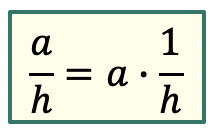 a/h = a · 1/h